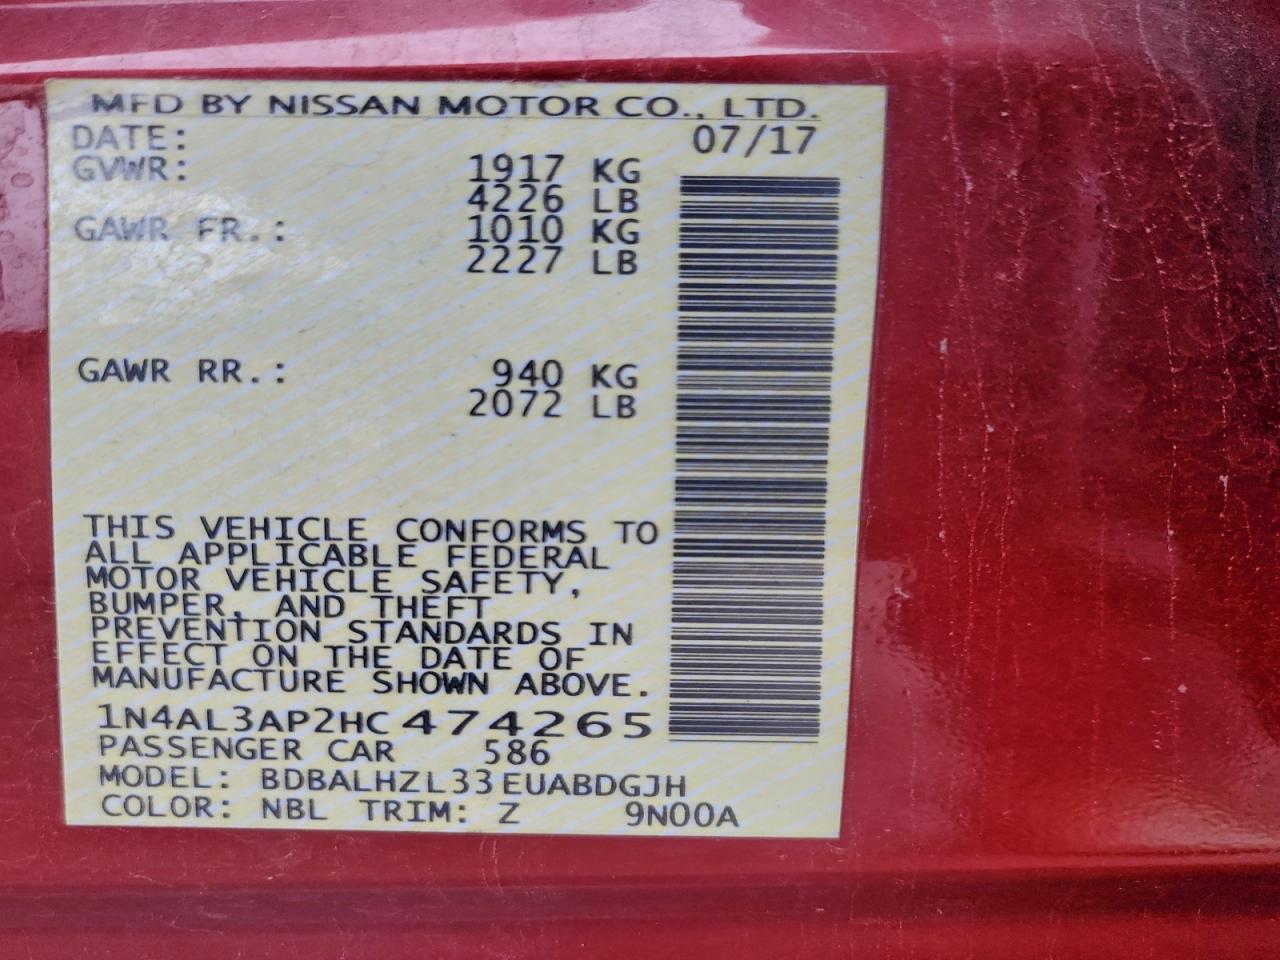 MFD BY NISSAN MOTOR CO., LTD.
DATE: 07/17
GVWR: 1917 KG
4226 LB
GAWR FR.: 1010 KG
2227 LB
GAWR RR.: 940 KG
2072 LB
THIS VEHICLE CONFORMS TO
ALL APPLICABLE FEDERAL
MOTOR VEHICLE SAFETY,
BUMPER, AND THEFT
PREVENTION STANDARDS IN
EFFECT ON THE DATE OF
MANUFACTURE SHOWN ABOVE.
1N4AL3AP2HC474265
PASSENGER CAR 586
MODEL: BDBALHZL33EUABDGJH
COLOR: NBL TRIM: Z 9N00A